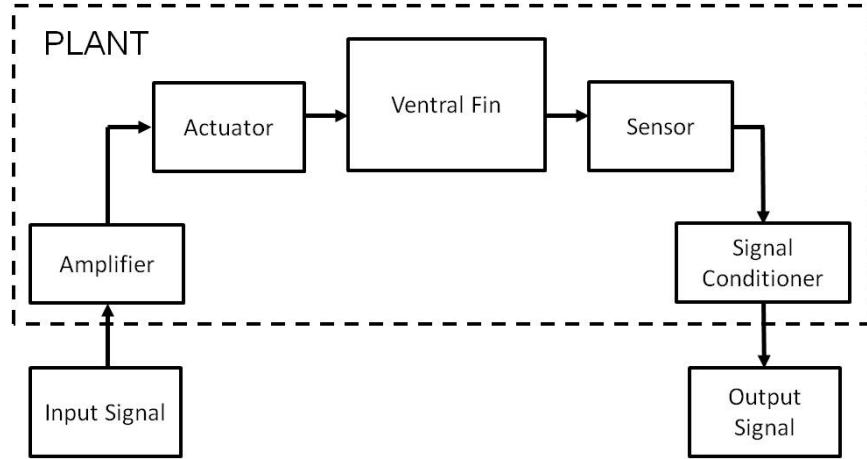 PLANT
Ventral Fin
Actuator
Sensor
Amplifier
Signal
Conditioner
Input Signal
Output
Signal